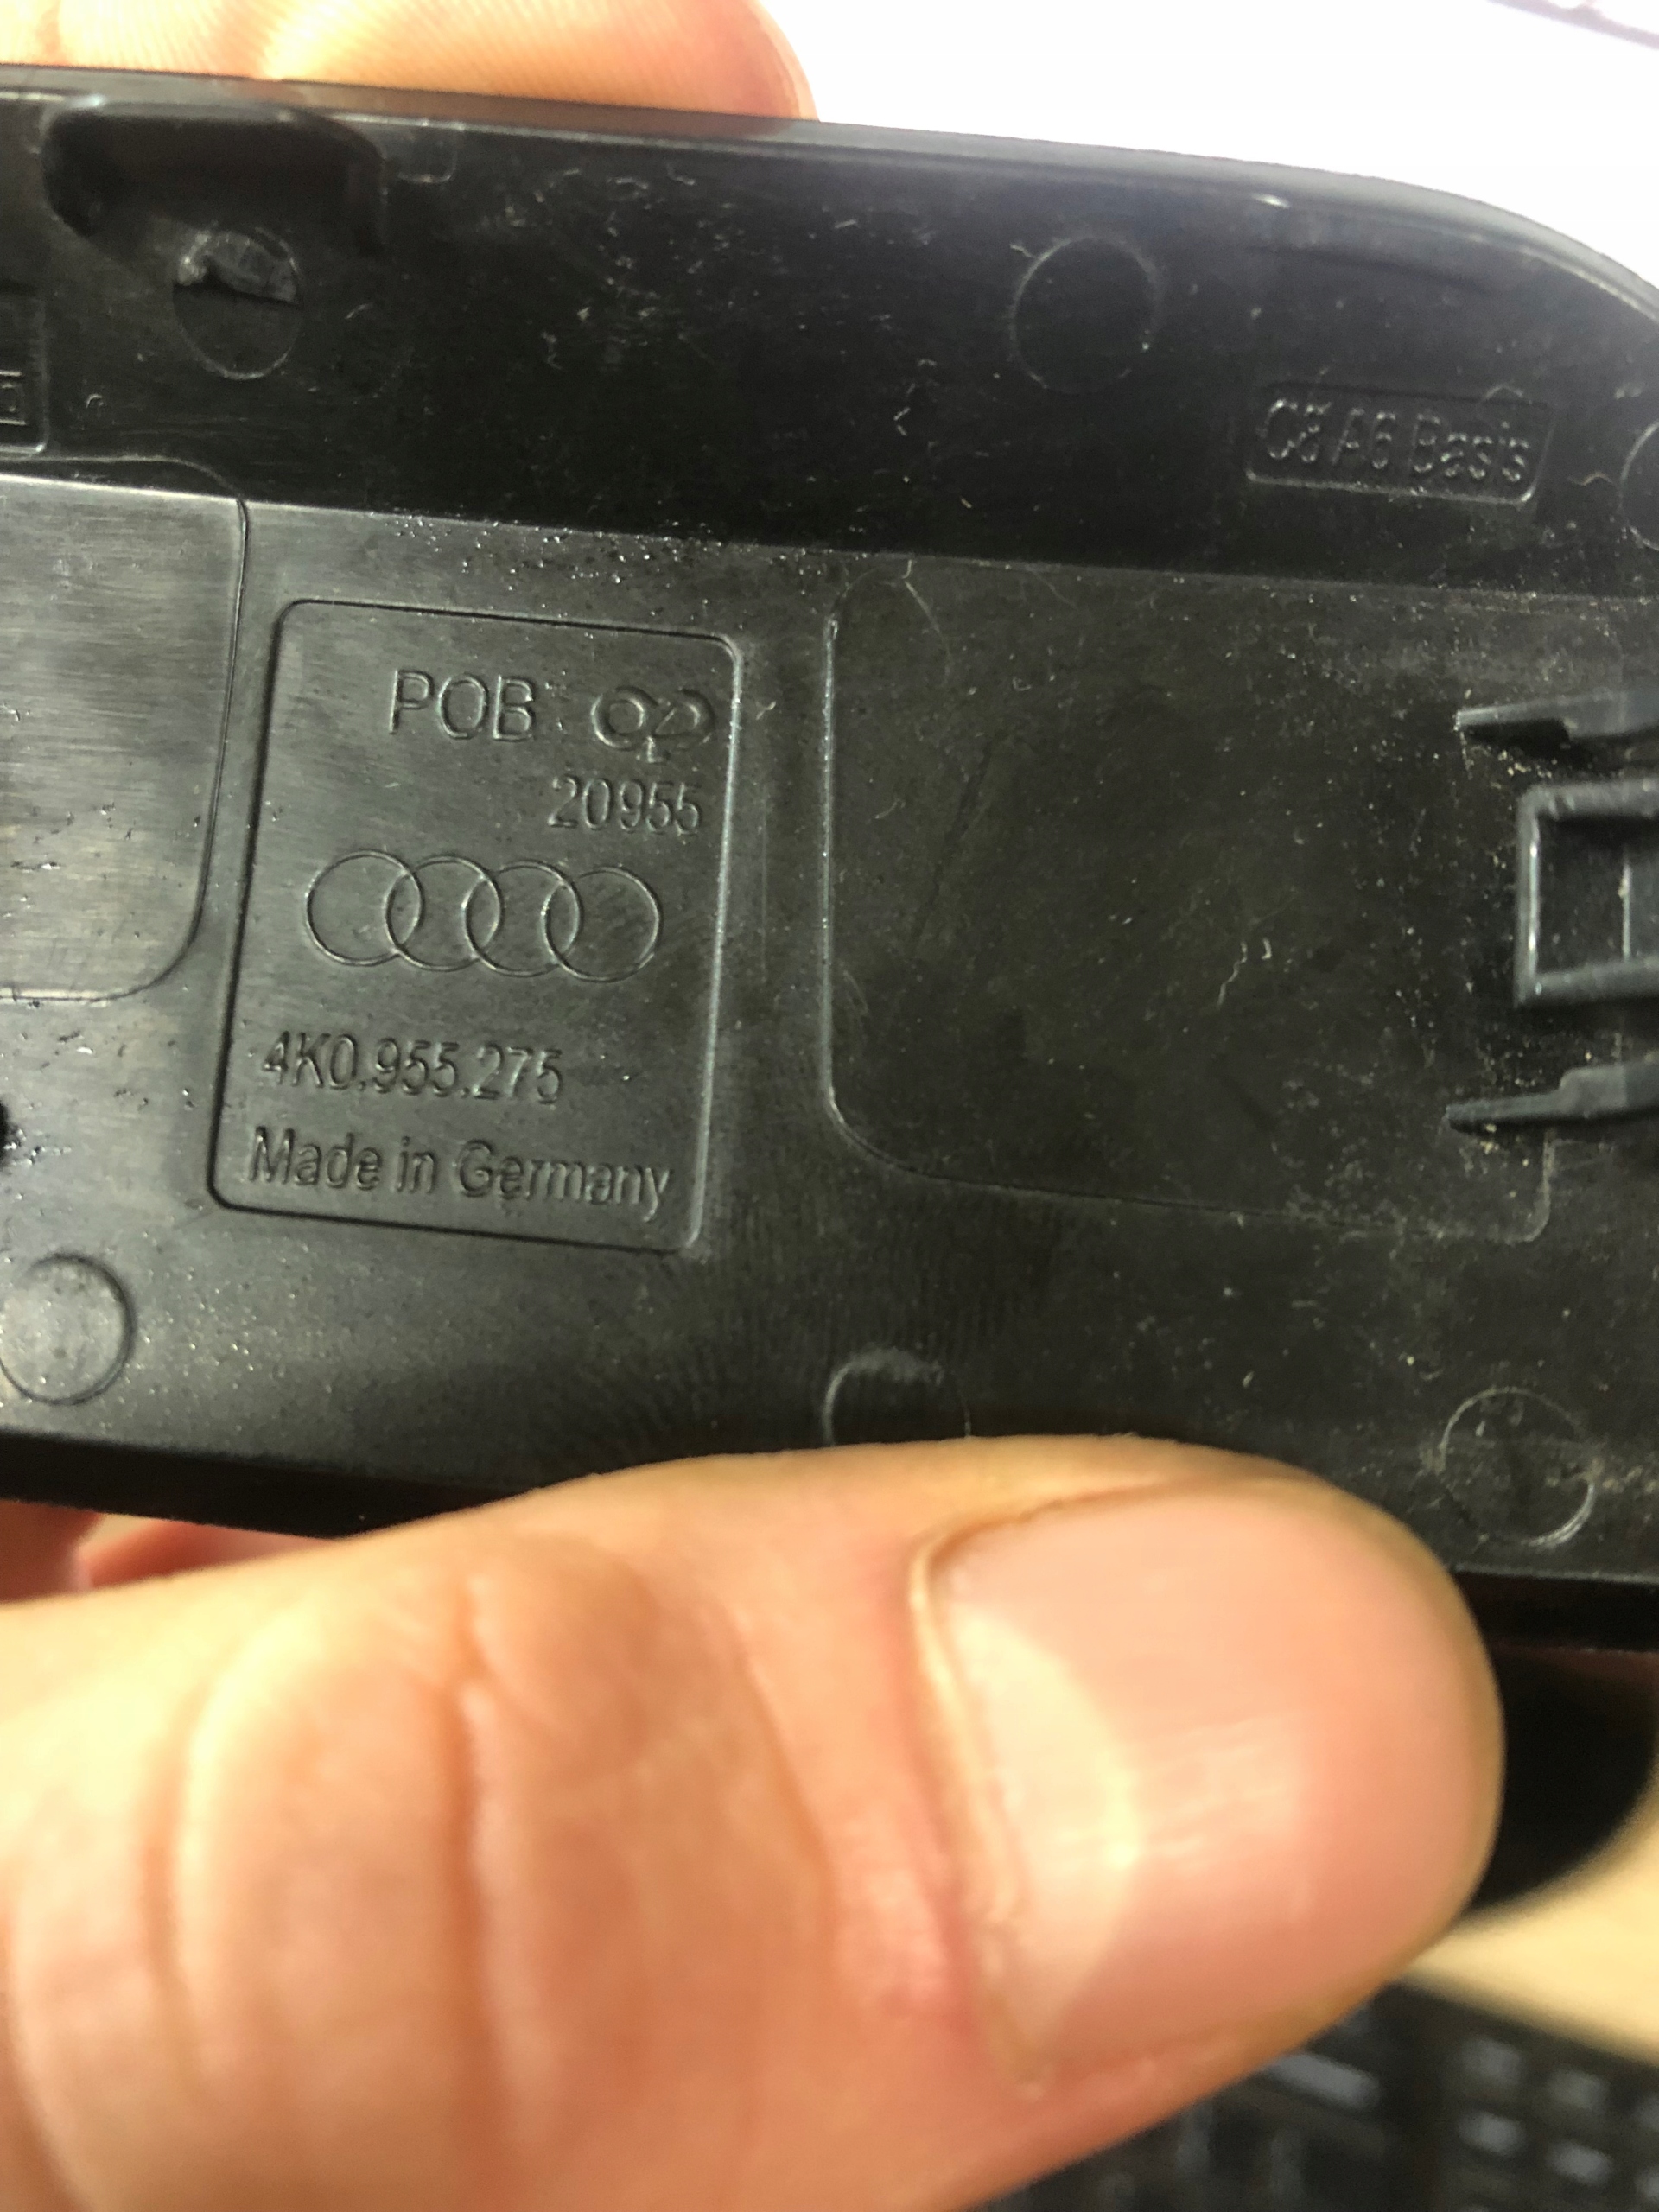 C8 A6 Basis
POB
20955
4K0.955.275
Made in Germany